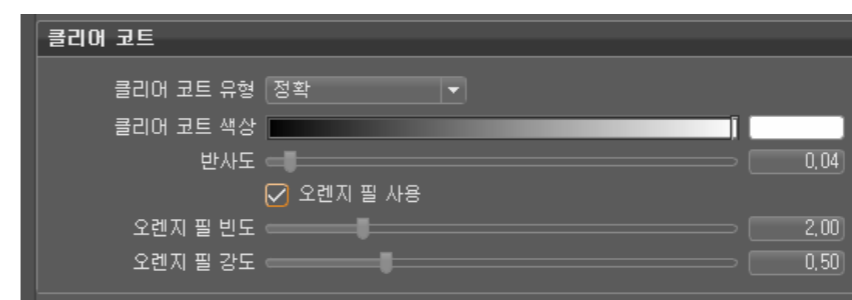 클리어 코트
클리어 코트 유형 정확
클리어 코트 색상
반사도 0,04
오렌지 필 사용
오렌지 필 빈도 2,00
오렌지 필 강도 0,50